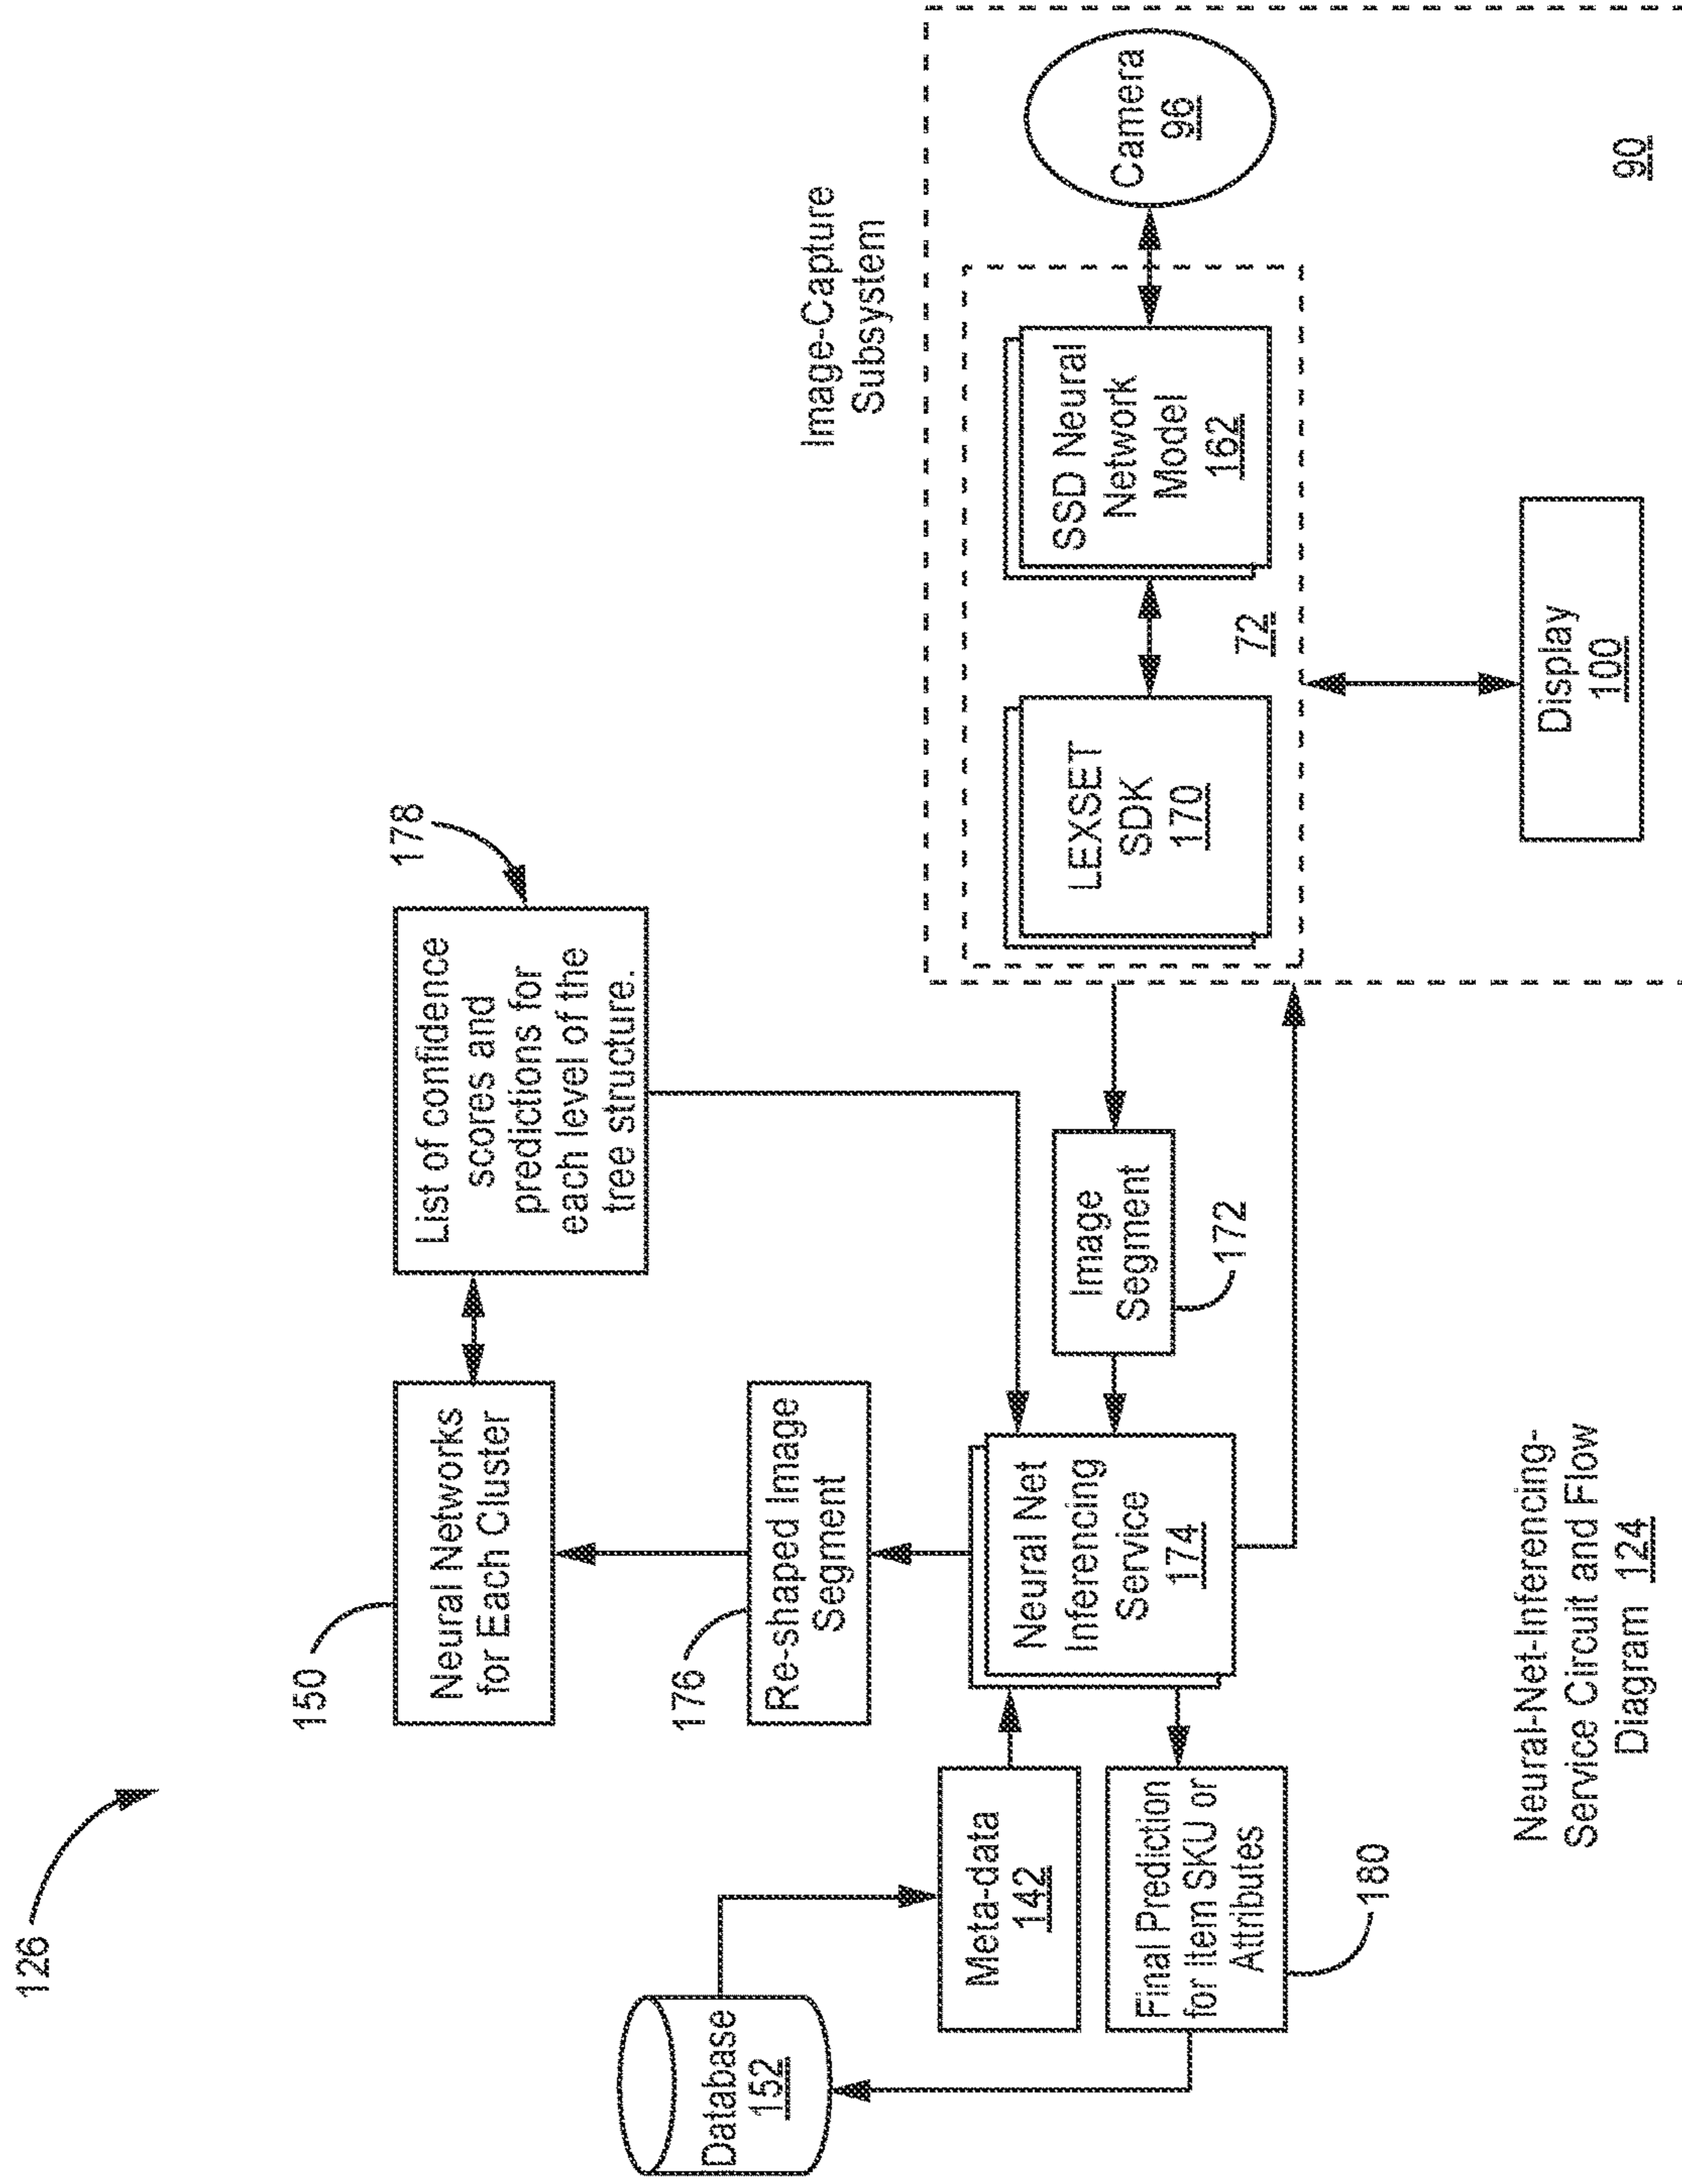 126
150
Neural Networks
for Each Cluster
178
List of confidence
scores and
predictions for
each level of the
tree structure.
176
Re-shaped Image
Segment
Database
152
Meta-data
142
Neural Net
Inferencing
Service
174
Image
Segment
172
Final Prediction
for Item SKU or
Attributes
180
Image-Capture
Subsystem
LEXSET
SDK
170
SSD Neural
Network
Model
162
72
Camera
96
Display
100
90
Neural-Net-Inferencing-
Service Circuit and Flow
Diagram 124